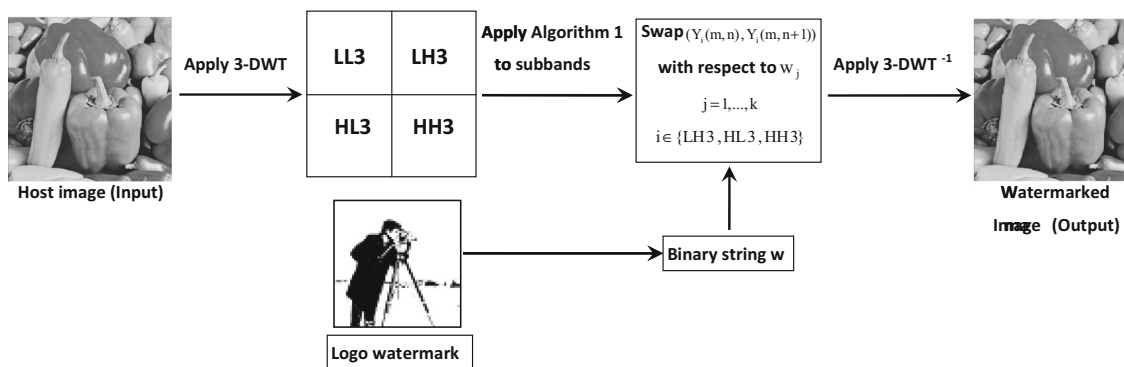 Host image (Input)
Apply 3-DWT
LL3 LH3
HL3 HH3
Apply Algorithm 1
to subbands
Swap (Y_i(m,n), Y_i(m,n+1))
with respect to w_j
j=1,...,k
i∈{LH3,HL3,HH3}
Apply 3-DWT ⁻¹
Watermarked
Image (Output)
Logo watermark
Binary string w